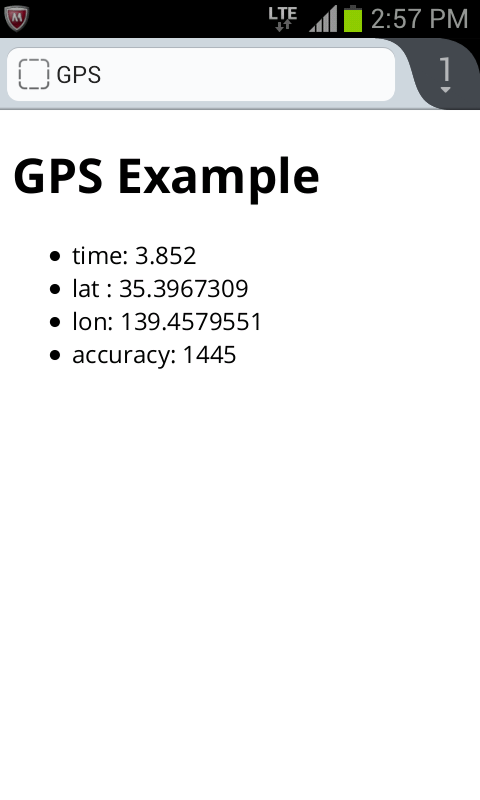 LTE 2:57 PM
GPS 1
GPS Example
• time: 3.852
• lat : 35.3967309
• lon: 139.4579551
• accuracy: 1445